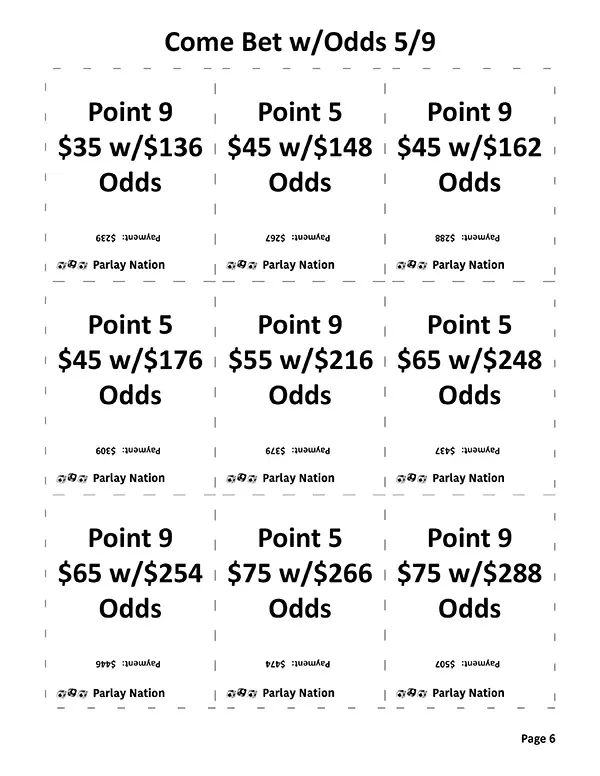 Come Bet w/Odds 5/9
Point 9
$35 w/$136
Odds
Payment: $239
Parlay Nation
Point 5
$45 w/$148
Odds
Payment: $267
Parlay Nation
Point 9
$45 w/$162
Odds
Payment: $288
Parlay Nation
Point 5
$45 w/$176
Odds
Payment: $309
Parlay Nation
Point 9
$55 w/$216
Odds
Payment: $379
Parlay Nation
Point 5
$65 w/$248
Odds
Payment: $437
Parlay Nation
Point 9
$65 w/$254
Odds
Payment: $446
Parlay Nation
Point 5
$75 w/$266
Odds
Payment: $474
Parlay Nation
Point 9
$75 w/$288
Odds
Payment: $507
Parlay Nation
Page 6